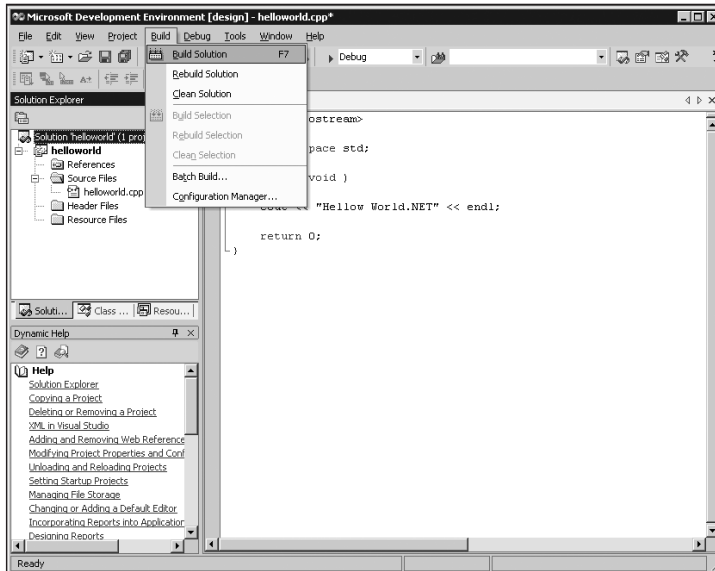 Microsoft Development Environment [design] - helloworld.cpp*
File Edit View Project Build Debug Tools Window Help
Build Solution F7
Debug
Rebuild Solution
Clean Solution
Build Selection
Rebuild Selection
Clean Selection
Batch Build...
Configuration Manager...
Solution Explorer
Solution 'helloworld' (1 proj
helloworld
References
Source Files
helloworld.cpp
Header Files
Resource Files
ostream>
pace std;
void )
cout << "Hellow World.NET" << endl;
return 0;
}
Soluti... Class ... Resou...
Dynamic Help
Help
Solution Explorer
Copying a Project
Deleting or Removing a Project
XML in Visual Studio
Adding and Removing Web Reference
Modifying Project Properties and Conf
Unloading and Reloading Projects
Setting Startup Projects
Managing File Storage
Changing or Adding a Default Editor
Incorporating Reports into Application
Designing Reports
Ready